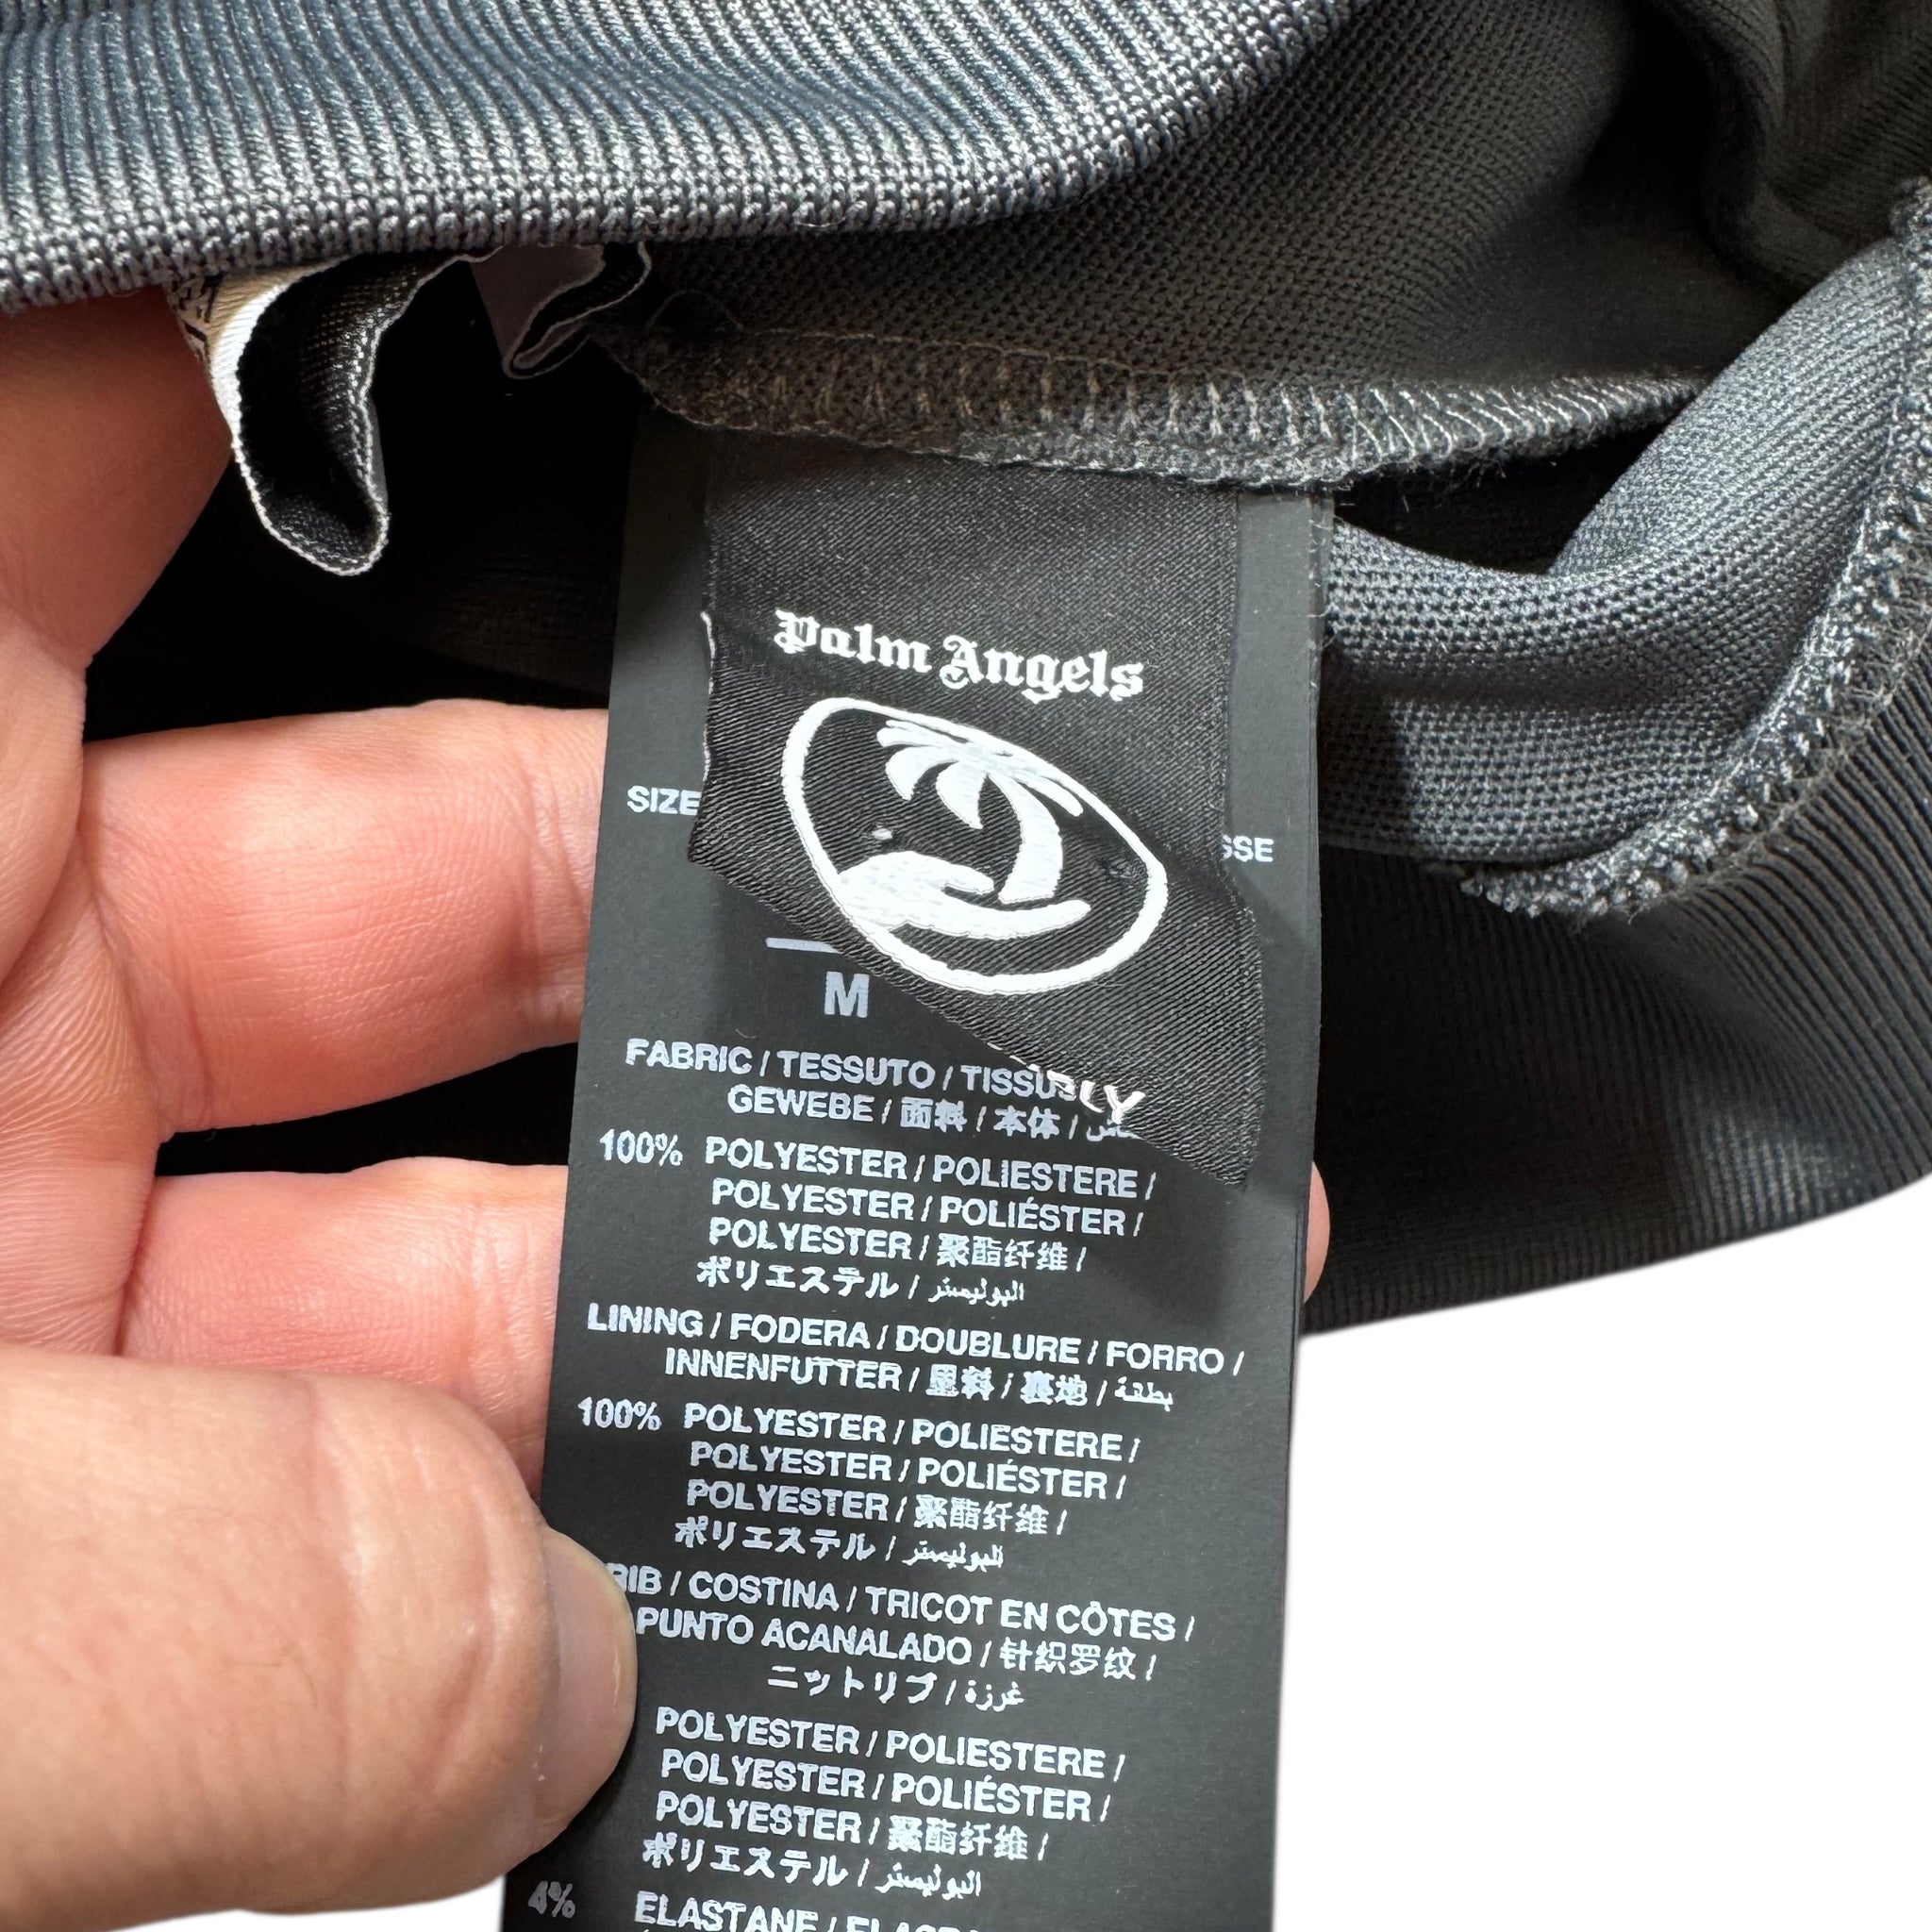 Palm Angels
SIZE
SSE
M
FABRIC / TESSUTO / TISSUS
LY
GEWEBE / 面料 / 本体 /
100% POLYESTER / POLIESTERE /
POLYESTER / POLIÉSTER /
POLYESTER / 聚酯纤维 /
ポリエステル / البوليستر
LINING / FODERA / DOUBLURE / FORRO /
INNENFUTTER / 里料 / 裏地 / بطانة
100% POLYESTER / POLIESTERE /
POLYESTER / POLIÉSTER /
POLYESTER / 聚酯纤维 /
ポリエステル / البوليستر
RIB / COSTINA / TRICOT EN CÔTES /
PUNTO ACANALADO / 针织罗纹 /
ニットリブ / غرزة
POLYESTER / POLIESTERE /
POLYESTER / POLIÉSTER /
POLYESTER / 聚酯纤维 /
ポリエステル / البوليستر
4% ELASTANE /